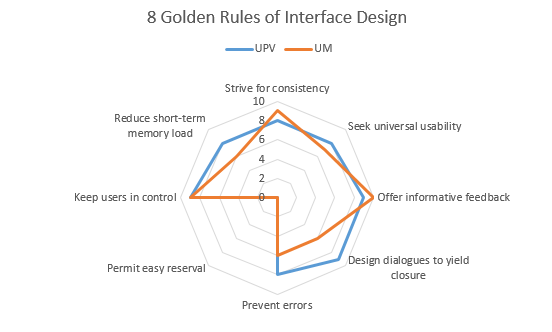 8 Golden Rules of Interface Design
UPV UM
Strive for consistency
10
8
6
4
2
0
Seek universal usability
Offer informative feedback
Design dialogues to yield
closure
Prevent errors
Permit easy reserval
Keep users in control
Reduce short-term
memory load